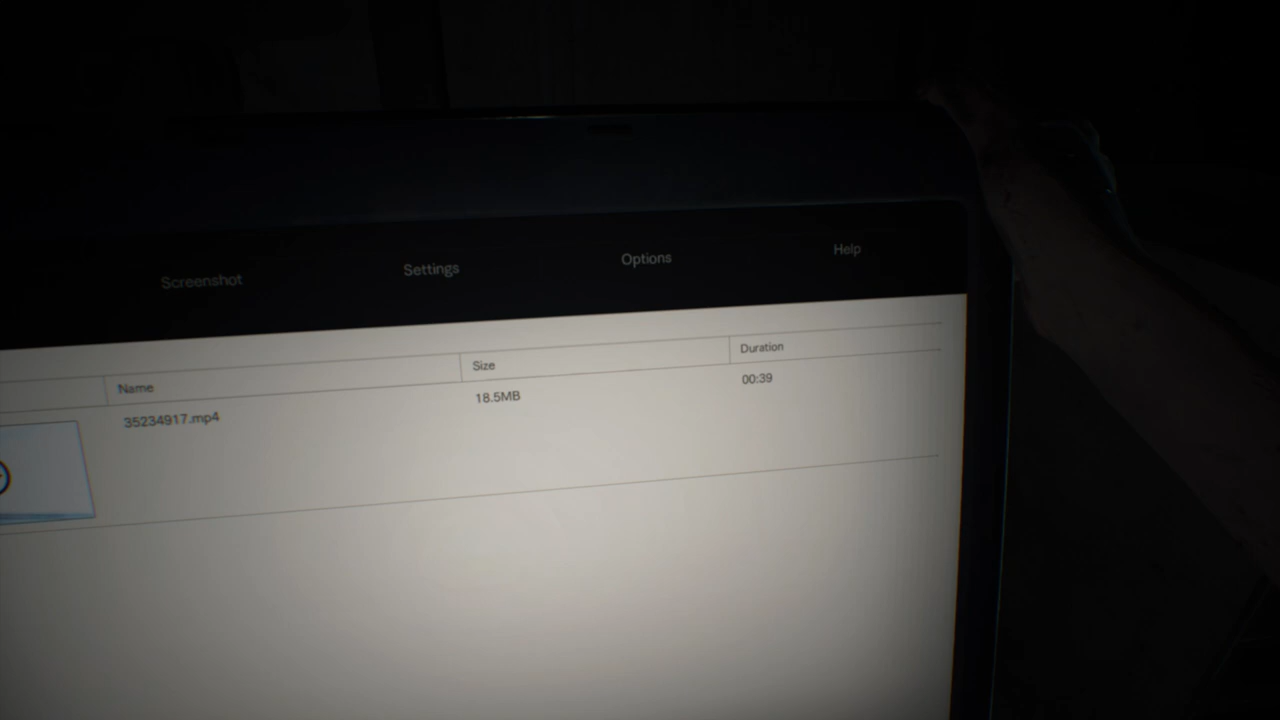 Screenshot Settings Options Help
Name Size Duration
35234917.mp4 18.5MB 00:39